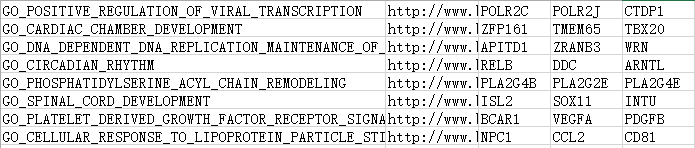 GO_POSITIVE_REGULATION_OF_VIRAL_TRANSCRIPTION http://www. POLR2C POLR2J CTDP1
GO_CARDIAC_CHAMBER_DEVELOPMENT http://www. ZFP161 TMEM65 TBX20
GO_DNA_DEPENDENT_DNA_REPLICATION_MAINTENANCE_OF_ http://www. APITD1 ZRANB3 WRN
GO_CIRCADIAN_RHYTHM http://www. RELB DDC ARNTL
GO_PHOSPHATIDYLSERINE_ACYL_CHAIN_REMODELING http://www. PLA2G4B PLA2G2E PLA2G4E
GO_SPINAL_CORD_DEVELOPMENT http://www. ISL2 SOX11 INTU
GO_PLATELET_DERIVED_GROWTH_FACTOR_RECEPTOR_SIGNA http://www. BCAR1 VEGFA PDGFB
GO_CELLULAR_RESPONSE_TO_LIPOPROTEIN_PARTICLE_STI http://www. NPC1 CCL2 CD81